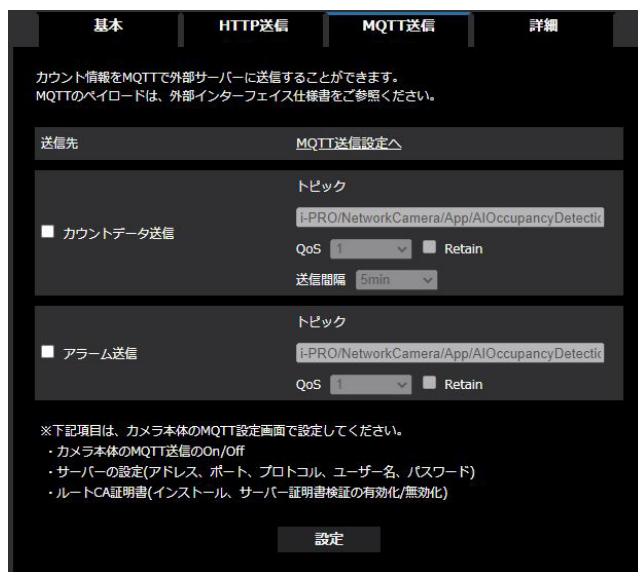 基本 HTTP送信 MQTT送信 詳細
カウント情報をMQTTで外部サーバーに送信することができます。
MQTTのペイロードは、外部インターフェイス仕様書をご参照ください。
送信先 MQTT送信設定へ
トピック
i-PRO/NetworkCamera/App/AIOccupancyDetectic
カウントデータ送信
QoS 1 Retain
送信間隔 5min
トピック
アラーム送信 i-PRO/NetworkCamera/App/AIOccupancyDetectic
QoS 1 Retain
※下記項目は、カメラ本体のMQTT設定画面で設定してください。
・カメラ本体のMQTT送信のOn/Off
・サーバーの設定(アドレス、ポート、プロトコル、ユーザー名、パスワード)
・ルートCA証明書(インストール、サーバー証明書検証の有効化/無効化)
設定